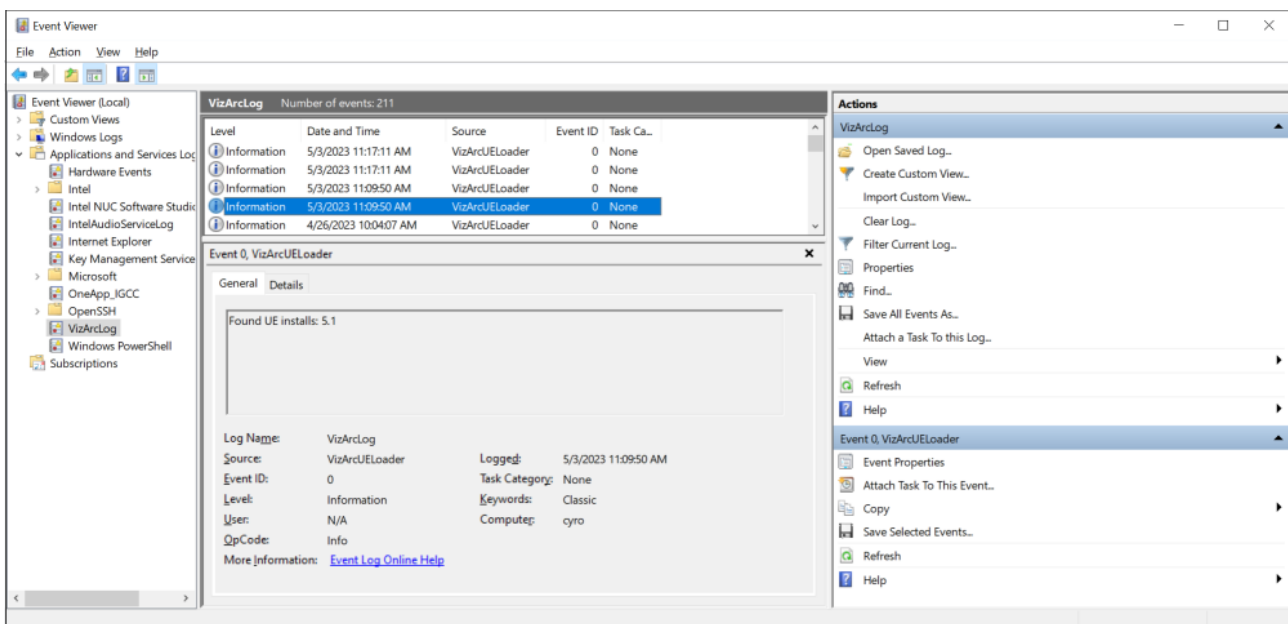 Event Viewer
File Action View Help
Event Viewer (Local)
Custom Views
Windows Logs
Applications and Services Log
Hardware Events
Intel
Intel NUC Software Studic
IntelAudioServiceLog
Internet Explorer
Key Management Service
Microsoft
OneApp_IGCC
OpenSSH
VizArcLog
Windows PowerShell
Subscriptions
VizArcLog Number of events: 211
Level Date and Time Source Event ID Task Ca...
Information 5/3/2023 11:17:11 AM VizArcUELoader 0 None
Information 5/3/2023 11:17:11 AM VizArcUELoader 0 None
Information 5/3/2023 11:09:50 AM VizArcUELoader 0 None
Information 5/3/2023 11:09:50 AM VizArcUELoader 0 None
Information 4/26/2023 10:04:07 AM VizArcUELoader 0 None
Event 0, VizArcUELoader
General Details
Found UE installs: 5.1
Log Name: VizArcLog
Source: VizArcUELoader Logged: 5/3/2023 11:09:50 AM
Event ID: 0 Task Category: None
Level: Information Keywords: Classic
User: N/A Computer: cyro
OpCode: Info
More Information: Event Log Online Help
Actions
VizArcLog
Open Saved Log...
Create Custom View...
Import Custom View...
Clear Log...
Filter Current Log...
Properties
Find...
Save All Events As...
Attach a Task To this Log...
View
Refresh
Help
Event 0, VizArcUELoader
Event Properties
Attach Task To This Event...
Copy
Save Selected Events...
Refresh
Help